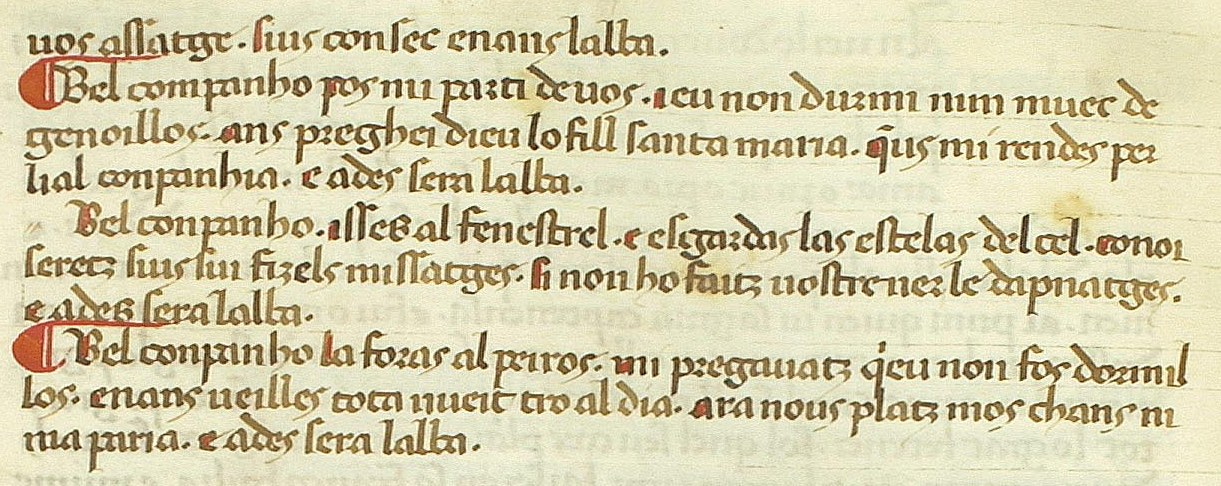 uos assatge. sius consec enans lalba.
Bel companho pos mi parti de uos. ieu non durmi nim muec de
genoillos. ans preghei dieu lo fill santa maria. q̄us mi rendes per
lial conpanhia. e ades sera lalba.
Bel conpanho. isses al fenestrel. e esgardas las estelas del cel. conoi
seretz sius sui fizels missatges. si non ho faitz uostre ner le dapnatges.
e ades sera lalba.
Bel conpanho la foras al peiros. mi pregauatz q̓eu non fos dormil
los. enans ueilles tota nueit tro al dia. ara nous platz mos chans ni
ma paria. e ades sera lalba.